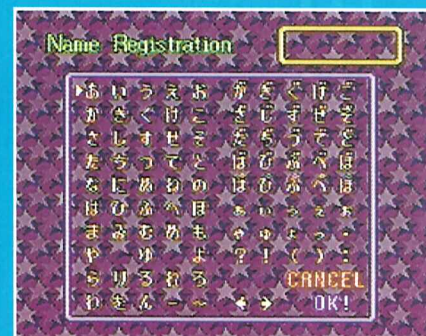 Name Registration
あいうえお がぎぐげご
かきくけこ ざじずぜぞ
さしすせそ だぢづでど
たちつてと ばびぶべぼ
なにぬねの ぱぴぷぺぽ
はひふへほ ぁぃぅぇぉ
まみむめも ゃゅょっ・
や ゆ よ ?!():
らりるれろ CANCEL
わをんー~ ← → OK!